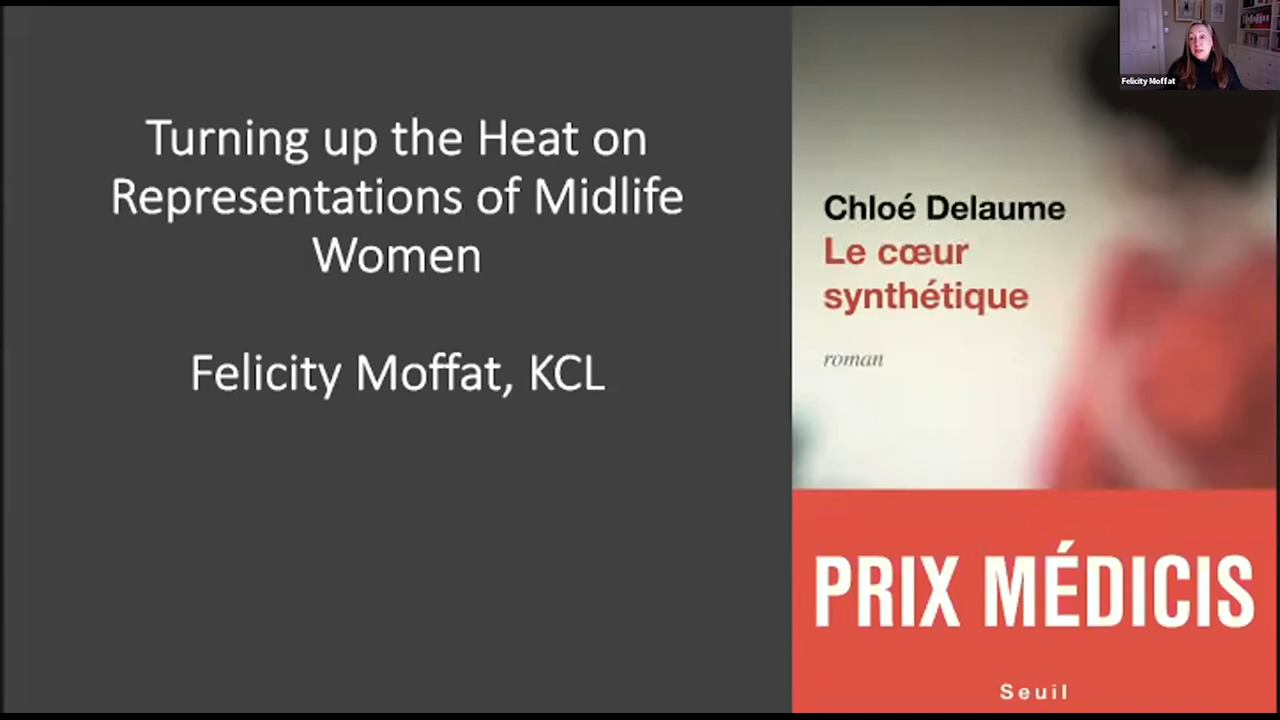 Turning up the Heat on
Representations of Midlife
Women
Felicity Moffat, KCL
Chloé Delaume
Le cœur
synthétique
roman
PRIX MÉDICIS
Seuil
Felicity Moffat